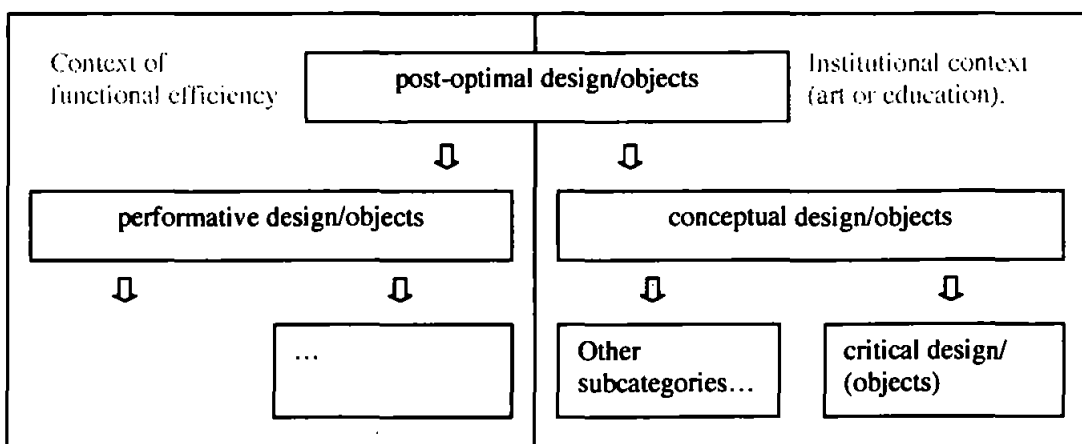 Context of
functional efficiency
post-optimal design/objects
Institutional context
(art or education).
performative design/objects
conceptual design/objects
…
Other
subcategories…
critical design/
(objects)